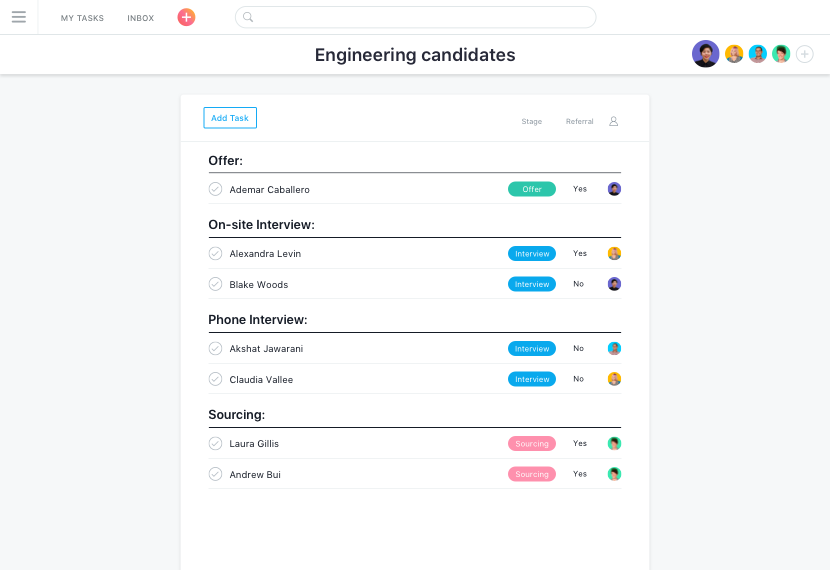 MY TASKS INBOX
Engineering candidates
Add Task Stage Referral
Offer:
Ademar Caballero Offer Yes
On-site Interview:
Alexandra Levin Interview Yes
Blake Woods Interview No
Phone Interview:
Akshat Jawarani Interview No
Claudia Vallee Interview No
Sourcing:
Laura Gillis Sourcing Yes
Andrew Bui Sourcing Yes